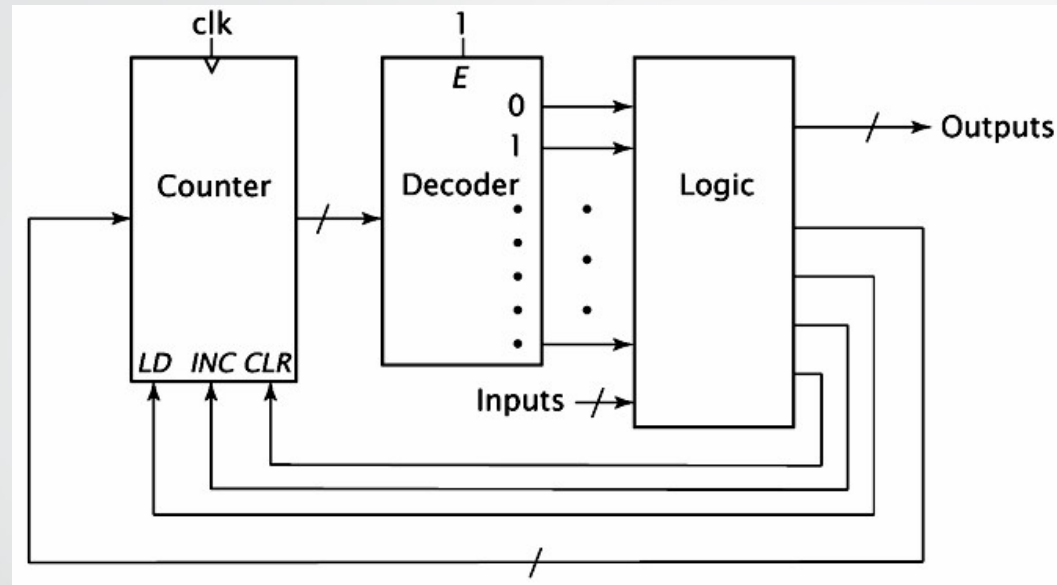 clk
1
E
0
1
Counter
Decoder
Logic
Outputs
LD INC CLR
Inputs